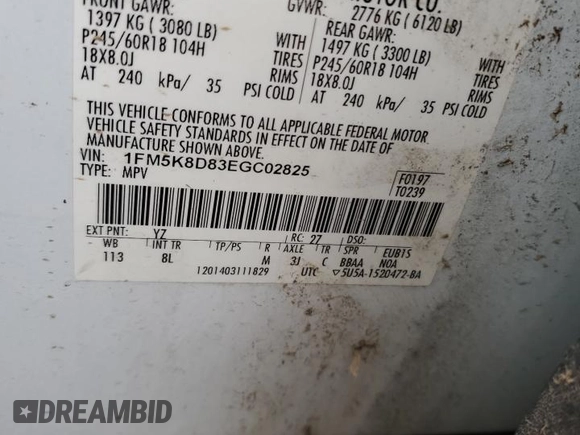 FRONT GAWR:
1397 KG ( 3080 LB)
P245/60R18 104H
18X8.0J
AT 240 kPa/ 35 PSI COLD
WITH
TIRES
RIMS
MOTOR CO.
GVWR: 2776 KG ( 6120 LB)
REAR GAWR:
1497 KG ( 3300 LB)
P245/60R18 104H
18X8.0J
AT 240 kPa/ 35 PSI COLD
WITH
TIRES
RIMS
THIS VEHICLE CONFORMS TO ALL APPLICABLE FEDERAL MOTOR
VEHICLE SAFETY STANDARDS IN EFFECT ON THE DATE OF
MANUFACTURE SHOWN ABOVE.
VIN: 1FM5K8D83EGC02825
TYPE: MPV
F0197
T0239
EXT PNT: YZ RC: 27 DSO:
WB INT TR TP/PS R AXLE TR SPR EUB15
113 8L M 3J C BBAA NOA
1201403111829 UTC ▽5U5A-1520472-BA
DREAMBID